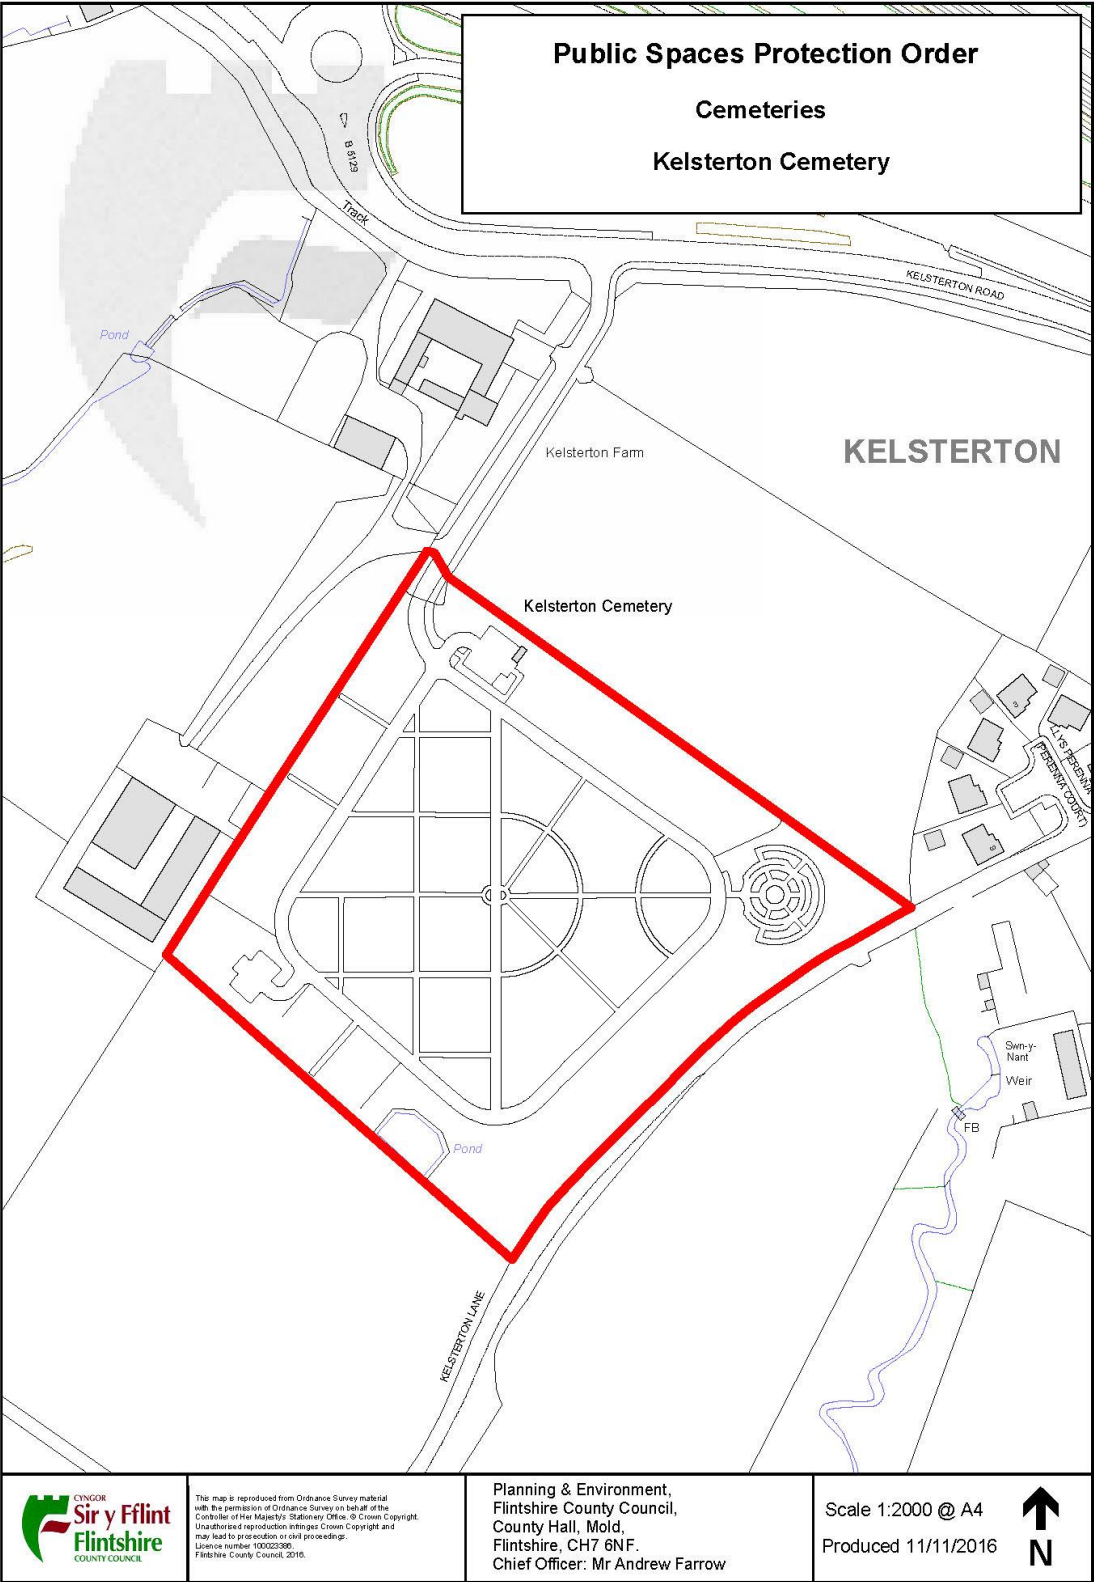 Public Spaces Protection Order
Cemeteries
Kelsterton Cemetery
B 5129
Track
KELSTERTON ROAD
Pond
Kelsterton Farm
KELSTERTON
Kelsterton Cemetery
LLYS PERENNA
(PERENNA COURT)
Swn-y-
Nant
Weir
FB
Pond
KELSTERTON LANE
CYNGOR
Sir y Fflint
Flintshire
COUNTY COUNCIL
This map is reproduced from Ordnance Survey material
with the permission of Ordnance Survey on behalf of the
Controller of Her Majesty's Stationery Office. © Crown Copyright.
Unauthorised reproduction infringes Crown Copyright and
may lead to prosecution or civil proceedings.
Licence number 100023386.
Flintshire County Council, 2016.
Planning & Environment,
Flintshire County Council,
County Hall, Mold,
Flintshire, CH7 6NF.
Chief Officer: Mr Andrew Farrow
Scale 1:2000 @ A4
Produced 11/11/2016
N